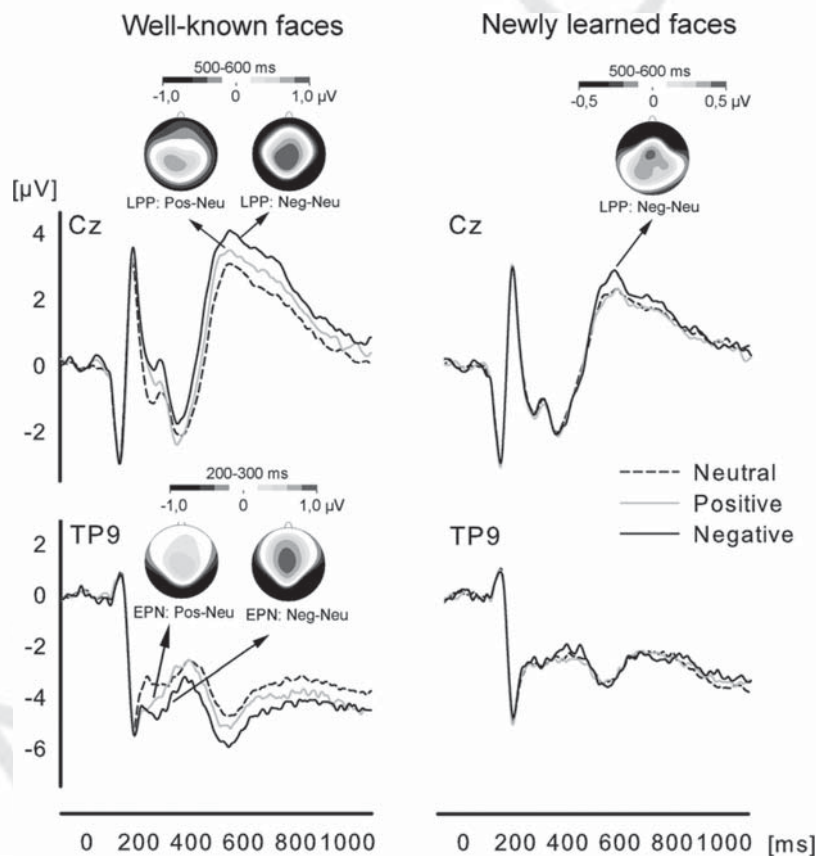 Well-known faces
Newly learned faces
500-600 ms
-1,0 0 1,0 µV
500-600 ms
-0,5 0 0,5 µV
[µV]
LPP: Pos-Neu LPP: Neg-Neu
LPP: Neg-Neu
Cz
Cz
4
2
0
-2
200-300 ms
-1,0 0 1,0 µV
Neutral
Positive
Negative
TP9
TP9
2
0
EPN: Pos-Neu EPN: Neg-Neu
-2
-4
-6
0 200 400 600 800 1000
0 200 400 600 800 1000 [ms]